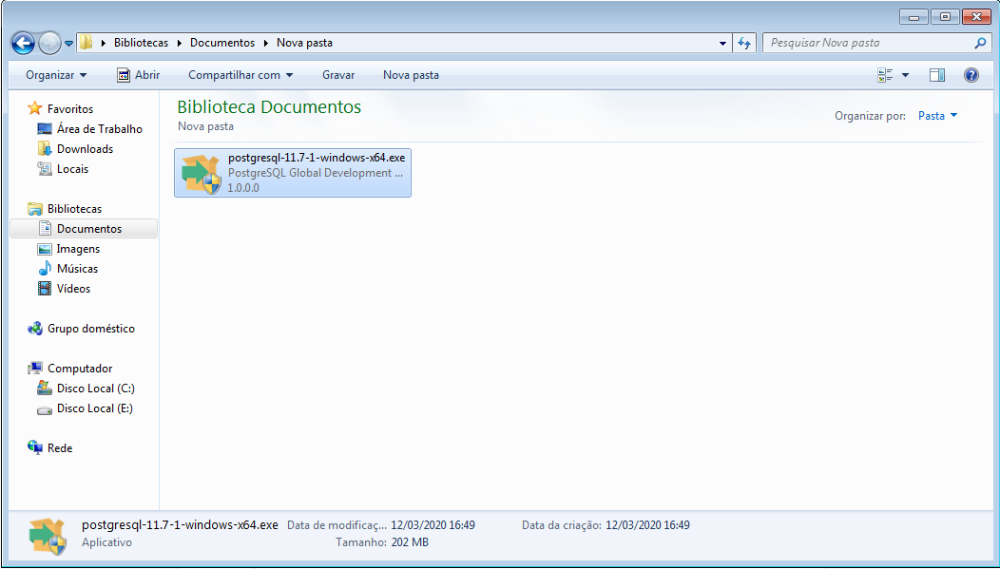 Bibliotecas Documentos Nova pasta
Pesquisar Nova pasta
Organizar Abrir Compartilhar com Gravar Nova pasta
Favoritos
Área de Trabalho
Downloads
Locais
Bibliotecas
Documentos
Imagens
Músicas
Vídeos
Grupo doméstico
Computador
Disco Local (C:)
Disco Local (E:)
Rede
Biblioteca Documentos
Nova pasta
Organizar por: Pasta
postgresql-11.7-1-windows-x64.exe
PostgreSQL Global Development ...
1.0.0.0
postgresql-11.7-1-windows-x64.exe Data de modificaç... 12/03/2020 16:49 Data da criação: 12/03/2020 16:49
Aplicativo Tamanho: 202 MB